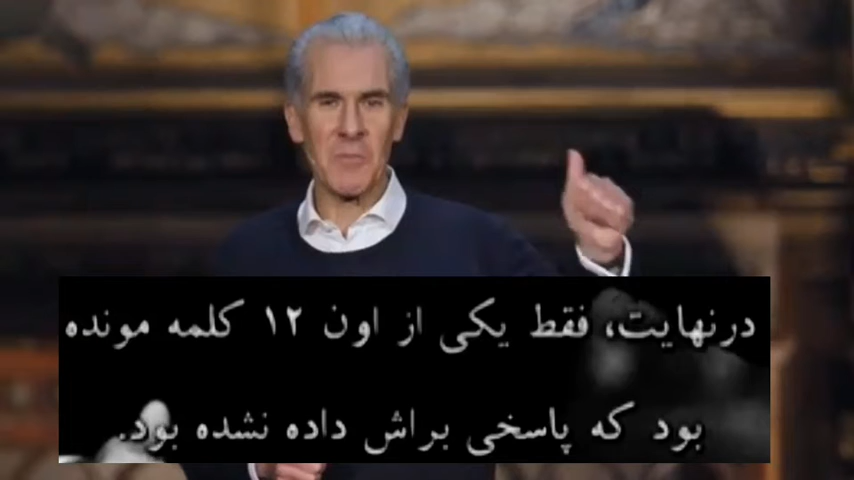 درنهایت، فقط یکی از اون ۱۲ کلمه مونده
بود که پاسخی براش داده نشده بود.